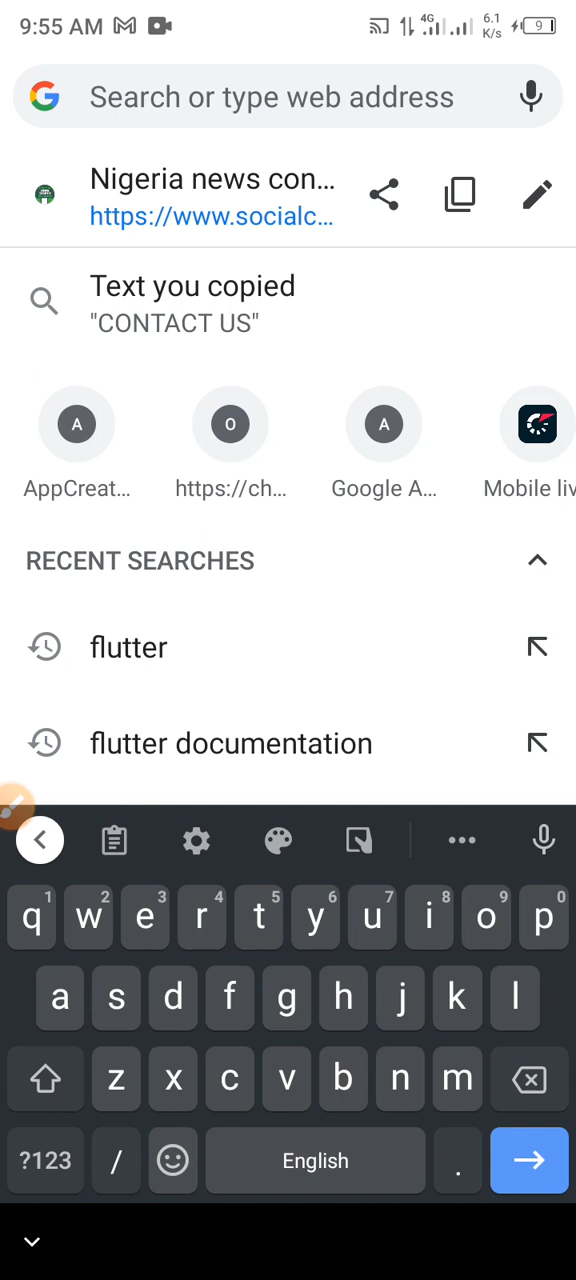 9:55 AM
4G
6.1 K/s
9
Search or type web address
Nigeria news con...
https://www.socialc...
Text you copied
"CONTACT US"
A
O
A
AppCreat...
https://ch...
Google A...
Mobile liv
RECENT SEARCHES
flutter
flutter documentation
1 2 3 4 5 6 7 8 9 0
q w e r t y u i o p
a s d f g h j k l
z x c v b n m
?123 / English .